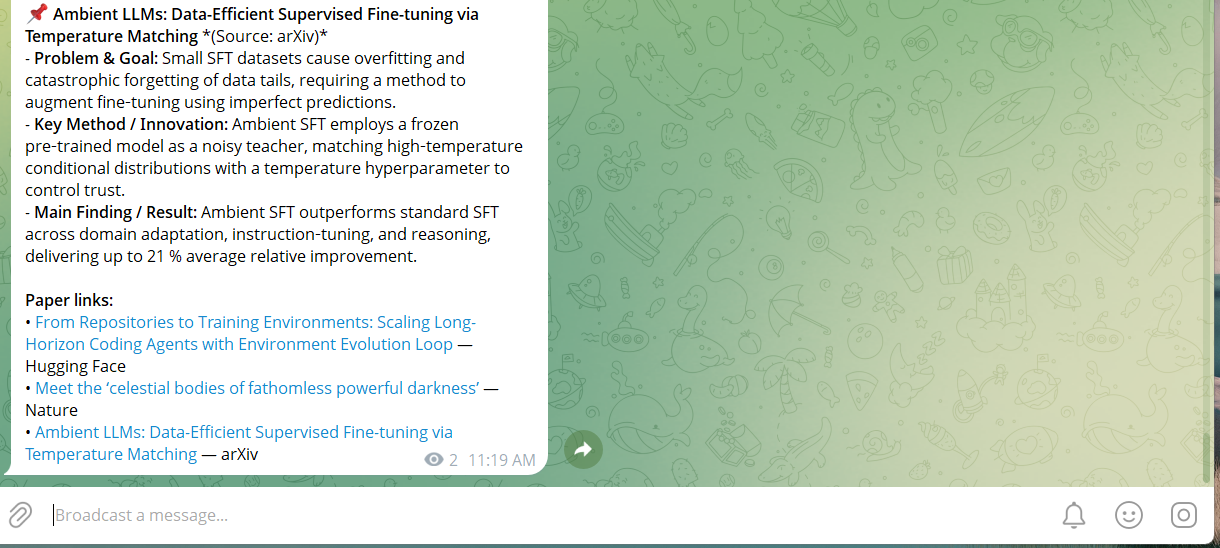 📌 Ambient LLMs: Data-Efficient Supervised Fine-tuning via
Temperature Matching *(Source: arXiv)*
- Problem & Goal: Small SFT datasets cause overfitting and
catastrophic forgetting of data tails, requiring a method to
augment fine-tuning using imperfect predictions.
- Key Method / Innovation: Ambient SFT employs a frozen
pre-trained model as a noisy teacher, matching high-temperature
conditional distributions with a temperature hyperparameter to
control trust.
- Main Finding / Result: Ambient SFT outperforms standard SFT
across domain adaptation, instruction-tuning, and reasoning,
delivering up to 21 % average relative improvement.
Paper links:
• From Repositories to Training Environments: Scaling Long-
Horizon Coding Agents with Environment Evolution Loop —
Hugging Face
• Meet the ‘celestial bodies of fathomless powerful darkness’ —
Nature
• Ambient LLMs: Data-Efficient Supervised Fine-tuning via
Temperature Matching — arXiv
2 11:19 AM
Broadcast a message...